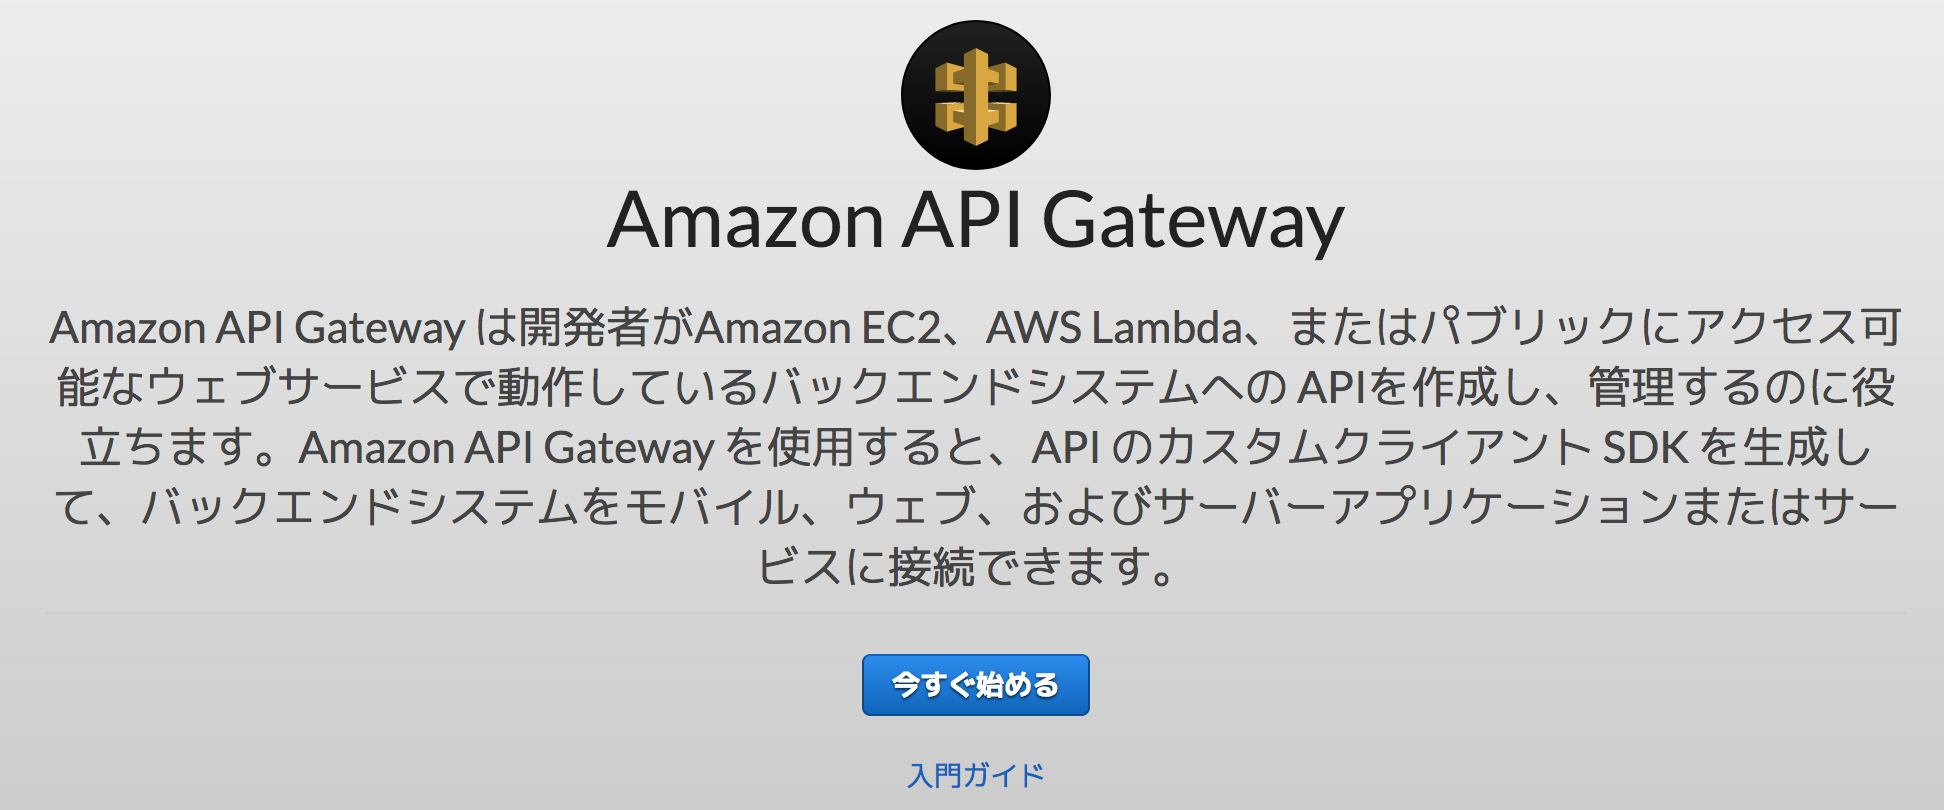 Amazon API Gateway
Amazon API Gateway は開発者がAmazon EC2、AWS Lambda、またはパブリックにアクセス可
能なウェブサービスで動作しているバックエンドシステムへの APIを作成し、管理するのに役
立ちます。Amazon API Gateway を使用すると、API のカスタムクライアント SDK を生成し
て、バックエンドシステムをモバイル、ウェブ、およびサーバーアプリケーションまたはサー
ビスに接続できます。
今すぐ始める
入門ガイド